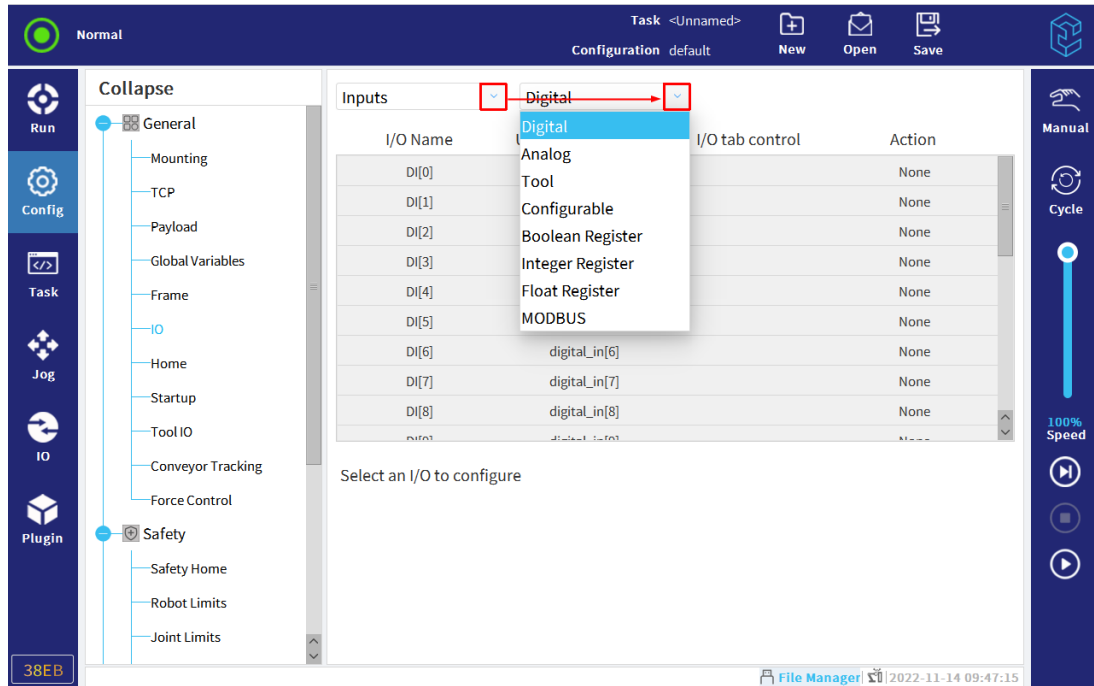 Normal
Task <Unnamed>
Configuration default
New
Open
Save
Run
Config
Task
Jog
IO
Plugin
38EB
Collapse
General
Mounting
TCP
Payload
Global Variables
Frame
IO
Home
Startup
Tool IO
Conveyor Tracking
Force Control
Safety
Safety Home
Robot Limits
Joint Limits
Inputs
Digital
Digital
Analog
Tool
Configurable
Boolean Register
Integer Register
Float Register
MODBUS
I/O Name I/O tab control Action
DI[0] None
DI[1] None
DI[2] None
DI[3] None
DI[4] None
DI[5] None
DI[6] digital_in[6] None
DI[7] digital_in[7] None
DI[8] digital_in[8] None
Select an I/O to configure
Manual
Cycle
100%
Speed
File Manager 2022-11-14 09:47:15